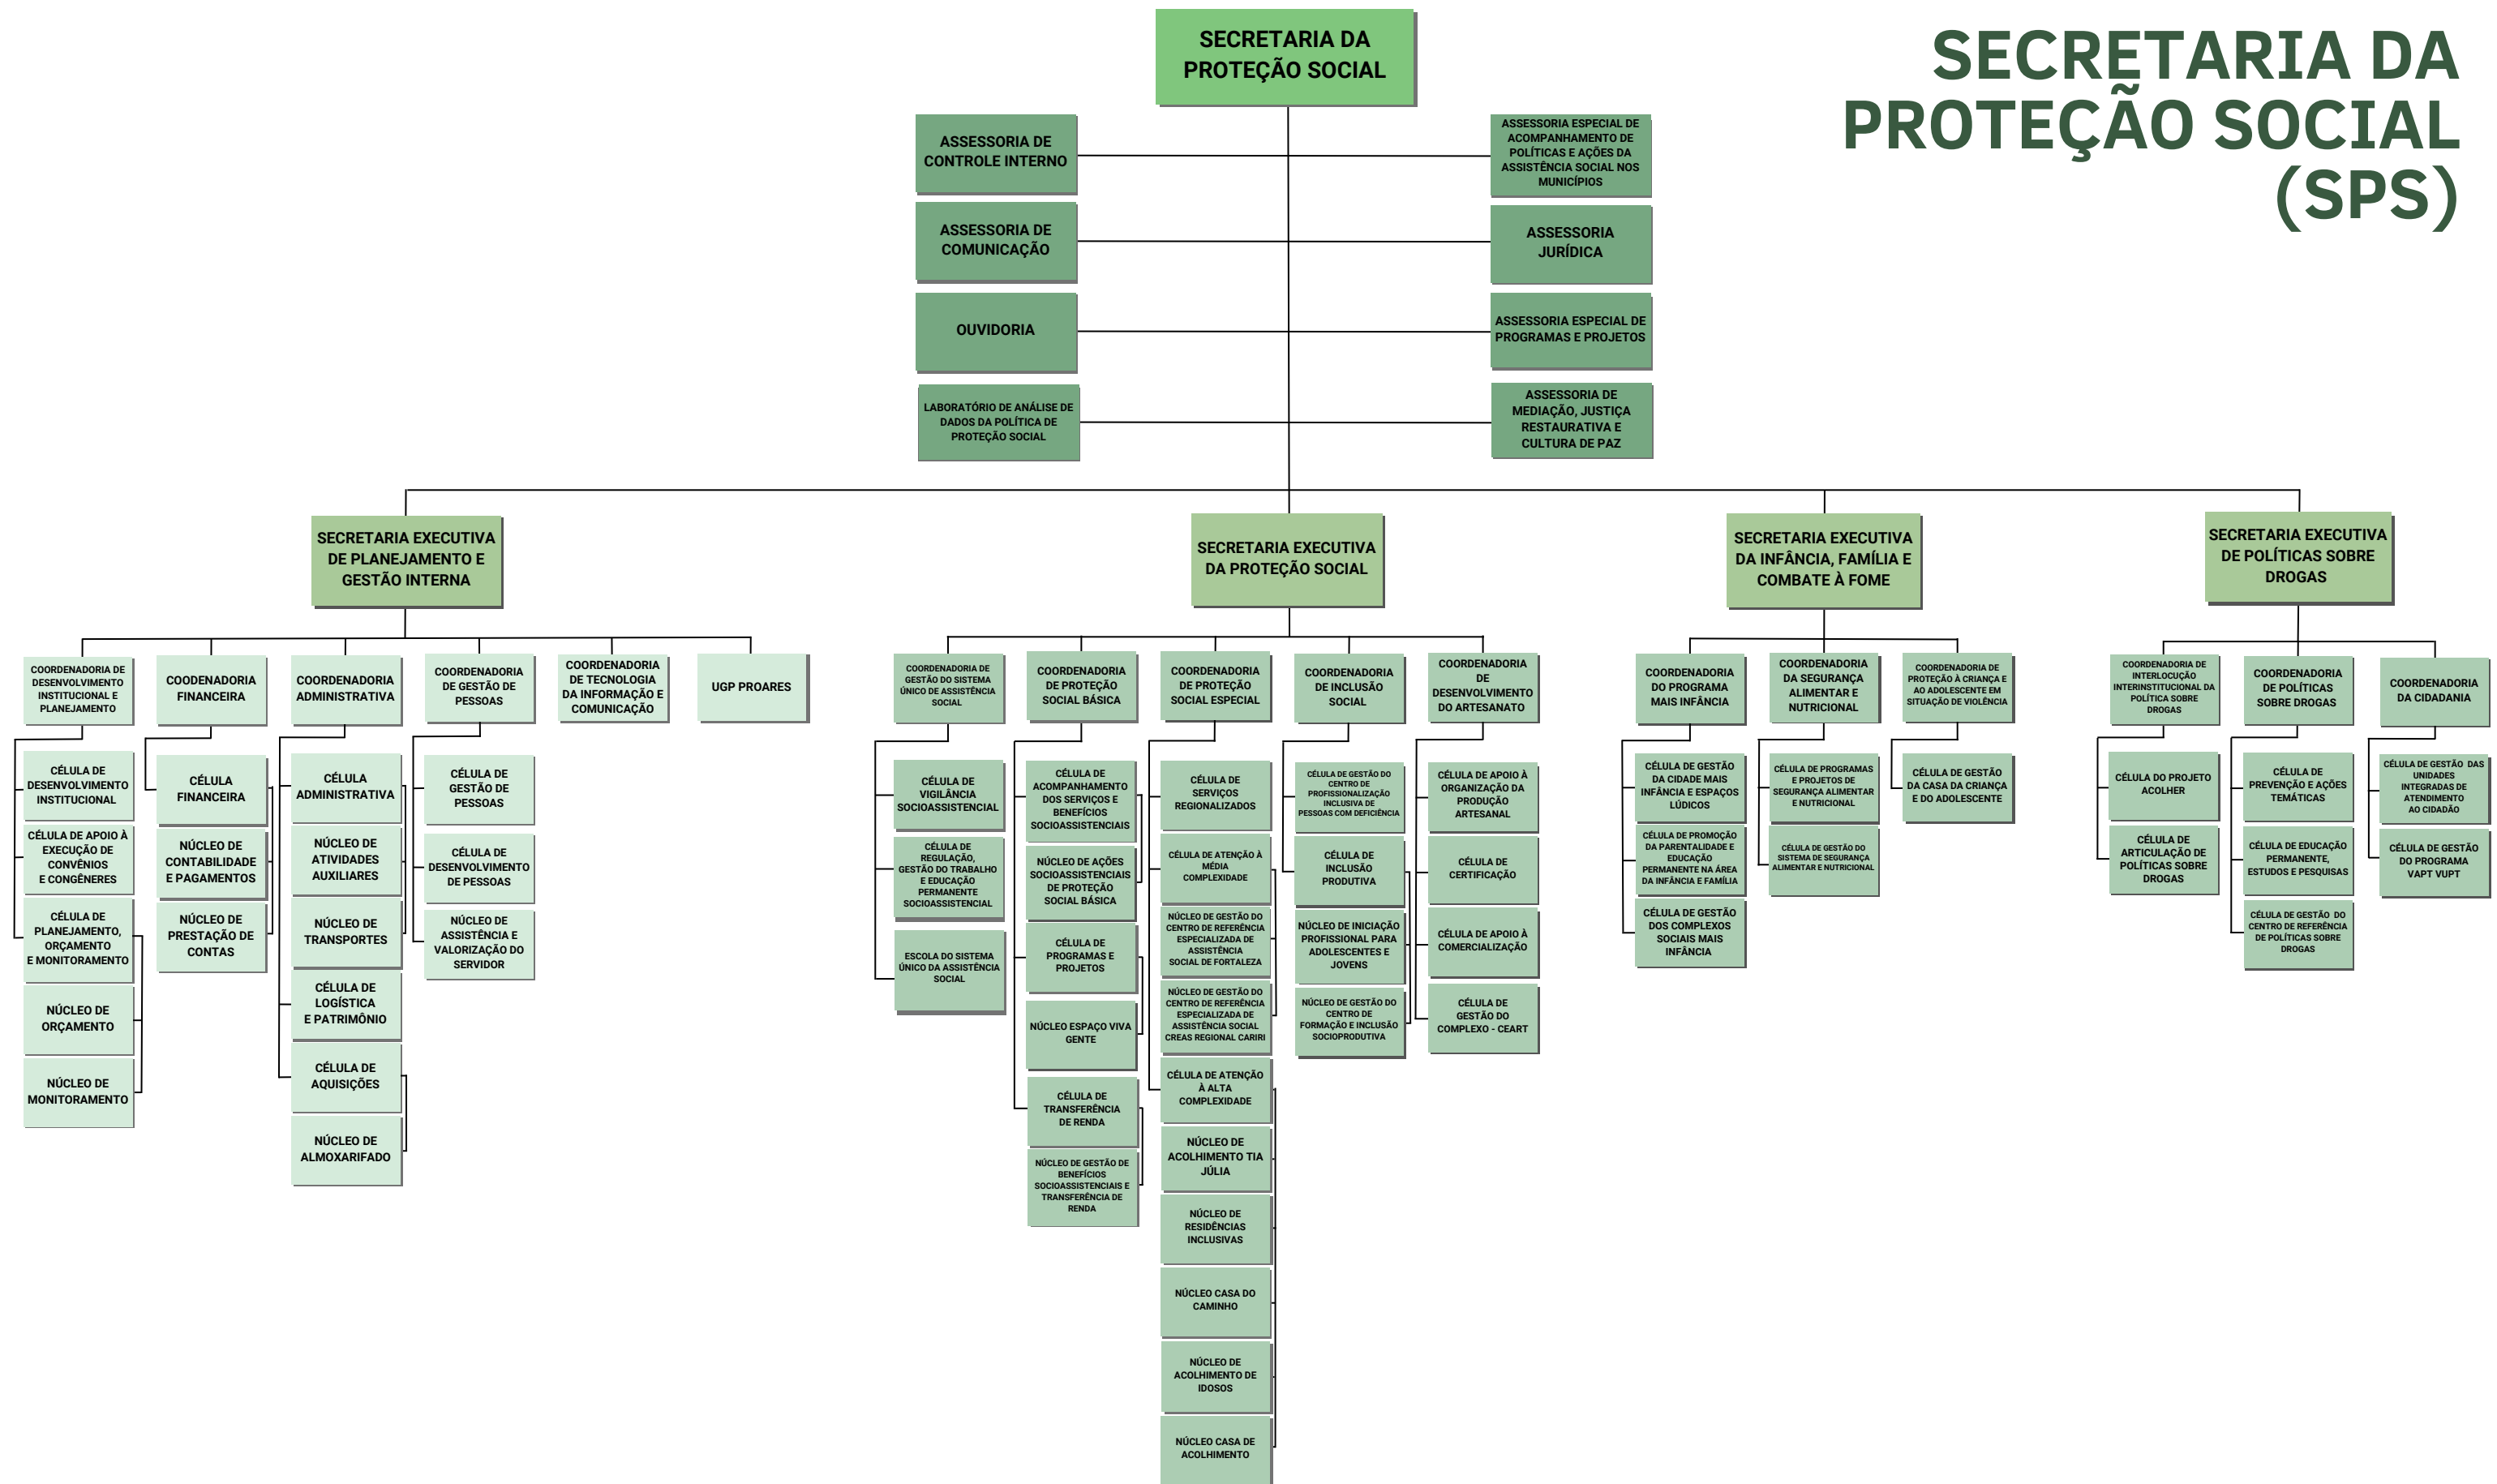 SECRETARIA DA
PROTEÇÃO SOCIAL
(SPS)
SECRETARIA DA
PROTEÇÃO SOCIAL
ASSESSORIA DE
CONTROLE INTERNO
ASSESSORIA ESPECIAL DE
ACOMPANHAMENTO DE
POLÍTICAS E AÇÕES DA
ASSISTÊNCIA SOCIAL NOS
MUNICÍPIOS
ASSESSORIA DE
COMUNICAÇÃO
ASSESSORIA
JURÍDICA
OUVIDORIA
ASSESSORIA ESPECIAL DE
PROGRAMAS E PROJETOS
LABORATÓRIO DE ANÁLISE DE
DADOS DA POLÍTICA DE
PROTEÇÃO SOCIAL
ASSESSORIA DE
MEDIAÇÃO, JUSTIÇA
RESTAURATIVA E
CULTURA DE PAZ
SECRETARIA EXECUTIVA
DE PLANEJAMENTO E
GESTÃO INTERNA
SECRETARIA EXECUTIVA
DA PROTEÇÃO SOCIAL
SECRETARIA EXECUTIVA
DA INFÂNCIA, FAMÍLIA E
COMBATE À FOME
SECRETARIA EXECUTIVA
DE POLÍTICAS SOBRE
DROGAS
COORDENADORIA DE
DESENVOLVIMENTO
INSTITUCIONAL E
PLANEJAMENTO
CÉLULA DE
DESENVOLVIMENTO
INSTITUCIONAL
CÉLULA DE APOIO À
EXECUÇÃO DE
CONVÊNIOS
E CONGÊNERES
CÉLULA DE
PLANEJAMENTO,
ORÇAMENTO
E MONITORAMENTO
NÚCLEO DE
ORÇAMENTO
NÚCLEO DE
MONITORAMENTO
COODENADORIA
FINANCEIRA
CÉLULA
FINANCEIRA
NÚCLEO DE
CONTABILIDADE
E PAGAMENTOS
NÚCLEO DE
PRESTAÇÃO DE
CONTAS
COORDENADORIA
ADMINISTRATIVA
CÉLULA
ADMINISTRATIVA
NÚCLEO DE
ATIVIDADES
AUXILIARES
NÚCLEO DE
TRANSPORTES
CÉLULA DE
LOGÍSTICA
E PATRIMÔNIO
CÉLULA DE
AQUISIÇÕES
NÚCLEO DE
ALMOXARIFADO
COORDENADORIA
DE GESTÃO DE
PESSOAS
CÉLULA DE
GESTÃO DE
PESSOAS
CÉLULA DE
DESENVOLVIMENTO
DE PESSOAS
NÚCLEO DE
ASSISTÊNCIA E
VALORIZAÇÃO DO
SERVIDOR
COORDENADORIA
DE TECNOLOGIA
DA INFORMAÇÃO E
COMUNICAÇÃO
UGP PROARES
COORDENADORIA DE
GESTÃO DO SISTEMA
ÚNICO DE ASSISTÊNCIA
SOCIAL
CÉLULA DE
VIGILÂNCIA
SOCIOASSISTENCIAL
CÉLULA DE
REGULAÇÃO,
GESTÃO DO TRABALHO
E EDUCAÇÃO
PERMANENTE
SOCIOASSISTENCIAL
ESCOLA DO SISTEMA
ÚNICO DA ASSISTÊNCIA
SOCIAL
COORDENADORIA
DE PROTEÇÃO
SOCIAL BÁSICA
CÉLULA DE
ACOMPANHAMENTO
DOS SERVIÇOS E
BENEFÍCIOS
SOCIOASSISTENCIAIS
NÚCLEO DE AÇÕES
SOCIOASSISTENCIAIS
DE PROTEÇÃO
SOCIAL BÁSICA
CÉLULA DE
PROGRAMAS E
PROJETOS
NÚCLEO ESPAÇO VIVA
GENTE
CÉLULA DE
TRANSFERÊNCIA
DE RENDA
NÚCLEO DE GESTÃO DE
BENEFÍCIOS
SOCIOASSISTENCIAIS E
TRANSFERÊNCIA DE
RENDA
COORDENADORIA
DE PROTEÇÃO
SOCIAL ESPECIAL
CÉLULA DE
SERVIÇOS
REGIONALIZADOS
CÉLULA DE ATENÇÃO À
MÉDIA
COMPLEXIDADE
NÚCLEO DE GESTÃO DO
CENTRO DE REFERÊNCIA
ESPECIALIZADA DE
ASSISTÊNCIA
SOCIAL DE FORTALEZA
NÚCLEO DE GESTÃO DO
CENTRO DE REFERÊNCIA
ESPECIALIZADA DE
ASSISTÊNCIA SOCIAL
CREAS REGIONAL CARIRI
CÉLULA DE ATENÇÃO
À ALTA
COMPLEXIDADE
NÚCLEO DE
ACOLHIMENTO TIA
JÚLIA
NÚCLEO DE
RESIDÊNCIAS
INCLUSIVAS
NÚCLEO CASA DO
CAMINHO
NÚCLEO DE
ACOLHIMENTO DE
IDOSOS
NÚCLEO CASA DE
ACOLHIMENTO
COORDENADORIA
DE INCLUSÃO
SOCIAL
CÉLULA DE GESTÃO DO
CENTRO DE
PROFISSIONALIZAÇÃO
INCLUSIVA DE
PESSOAS COM DEFICIÊNCIA
CÉLULA DE
INCLUSÃO
PRODUTIVA
NÚCLEO DE INICIAÇÃO
PROFISSIONAL PARA
ADOLESCENTES E
JOVENS
NÚCLEO DE GESTÃO DO
CENTRO DE
FORMAÇÃO E INCLUSÃO
SOCIOPRODUTIVA
COORDENADORIA
DE
DESENVOLVIMENTO
DO ARTESANATO
CÉLULA DE APOIO À
ORGANIZAÇÃO DA
PRODUÇÃO
ARTESANAL
CÉLULA DE
CERTIFICAÇÃO
CÉLULA DE APOIO À
COMERCIALIZAÇÃO
CÉLULA DE
GESTÃO DO
COMPLEXO - CEART
COORDENADORIA
DO PROGRAMA
MAIS INFÂNCIA
CÉLULA DE GESTÃO
DA CIDADE MAIS
INFÂNCIA E ESPAÇOS
LÚDICOS
CÉLULA DE PROMOÇÃO
DA PARENTALIDADE E
EDUCAÇÃO
PERMANENTE NA ÁREA
DA INFÂNCIA E FAMÍLIA
CÉLULA DE GESTÃO
DOS COMPLEXOS
SOCIAIS MAIS
INFÂNCIA
COORDENADORIA
DA SEGURANÇA
ALIMENTAR E
NUTRICIONAL
CÉLULA DE PROGRAMAS
E PROJETOS DE
SEGURANÇA ALIMENTAR
E NUTRICIONAL
CÉLULA DE GESTÃO DO
SISTEMA DE SEGURANÇA
ALIMENTAR E NUTRICIONAL
COORDENADORIA DE
PROTEÇÃO À CRIANÇA E
AO ADOLESCENTE EM
SITUAÇÃO DE VIOLÊNCIA
CÉLULA DE GESTÃO
DA CASA DA CRIANÇA
E DO ADOLESCENTE
COORDENADORIA DE
INTERLOCUÇÃO
INTERINSTITUCIONAL DA
POLÍTICA SOBRE
DROGAS
CÉLULA DO PROJETO
ACOLHER
CÉLULA DE
ARTICULAÇÃO DE
POLÍTICAS SOBRE
DROGAS
COORDENADORIA
DE POLÍTICAS
SOBRE DROGAS
CÉLULA DE
PREVENÇÃO E AÇÕES
TEMÁTICAS
CÉLULA DE EDUCAÇÃO
PERMANENTE,
ESTUDOS E PESQUISAS
CÉLULA DE GESTÃO DO
CENTRO DE REFERÊNCIA
DE POLÍTICAS SOBRE
DROGAS
COORDENADORIA
DA CIDADANIA
CÉLULA DE GESTÃO DAS
UNIDADES
INTEGRADAS DE
ATENDIMENTO
AO CIDADÃO
CÉLULA DE GESTÃO
DO PROGRAMA
VAPT VUPT